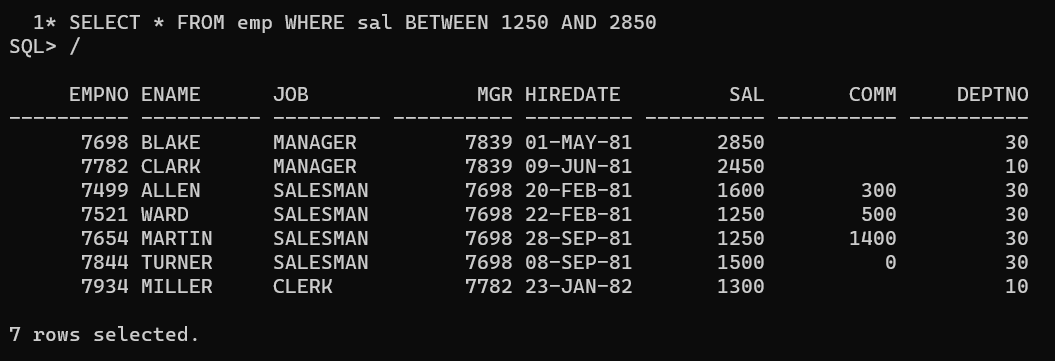 1* SELECT * FROM emp WHERE sal BETWEEN 1250 AND 2850
SQL> /

     EMPNO ENAME      JOB              MGR HIREDATE         SAL       COMM     DEPTNO
---------- ---------- --------- ---------- --------- ---------- ---------- ----------
      7698 BLAKE      MANAGER         7839 01-MAY-81       2850                    30
      7782 CLARK      MANAGER         7839 09-JUN-81       2450                    10
      7499 ALLEN      SALESMAN        7698 20-FEB-81       1600        300         30
      7521 WARD       SALESMAN        7698 22-FEB-81       1250        500         30
      7654 MARTIN     SALESMAN        7698 28-SEP-81       1250       1400         30
      7844 TURNER     SALESMAN        7698 08-SEP-81       1500          0         30
      7934 MILLER     CLERK           7782 23-JAN-82       1300                    10

7 rows selected.